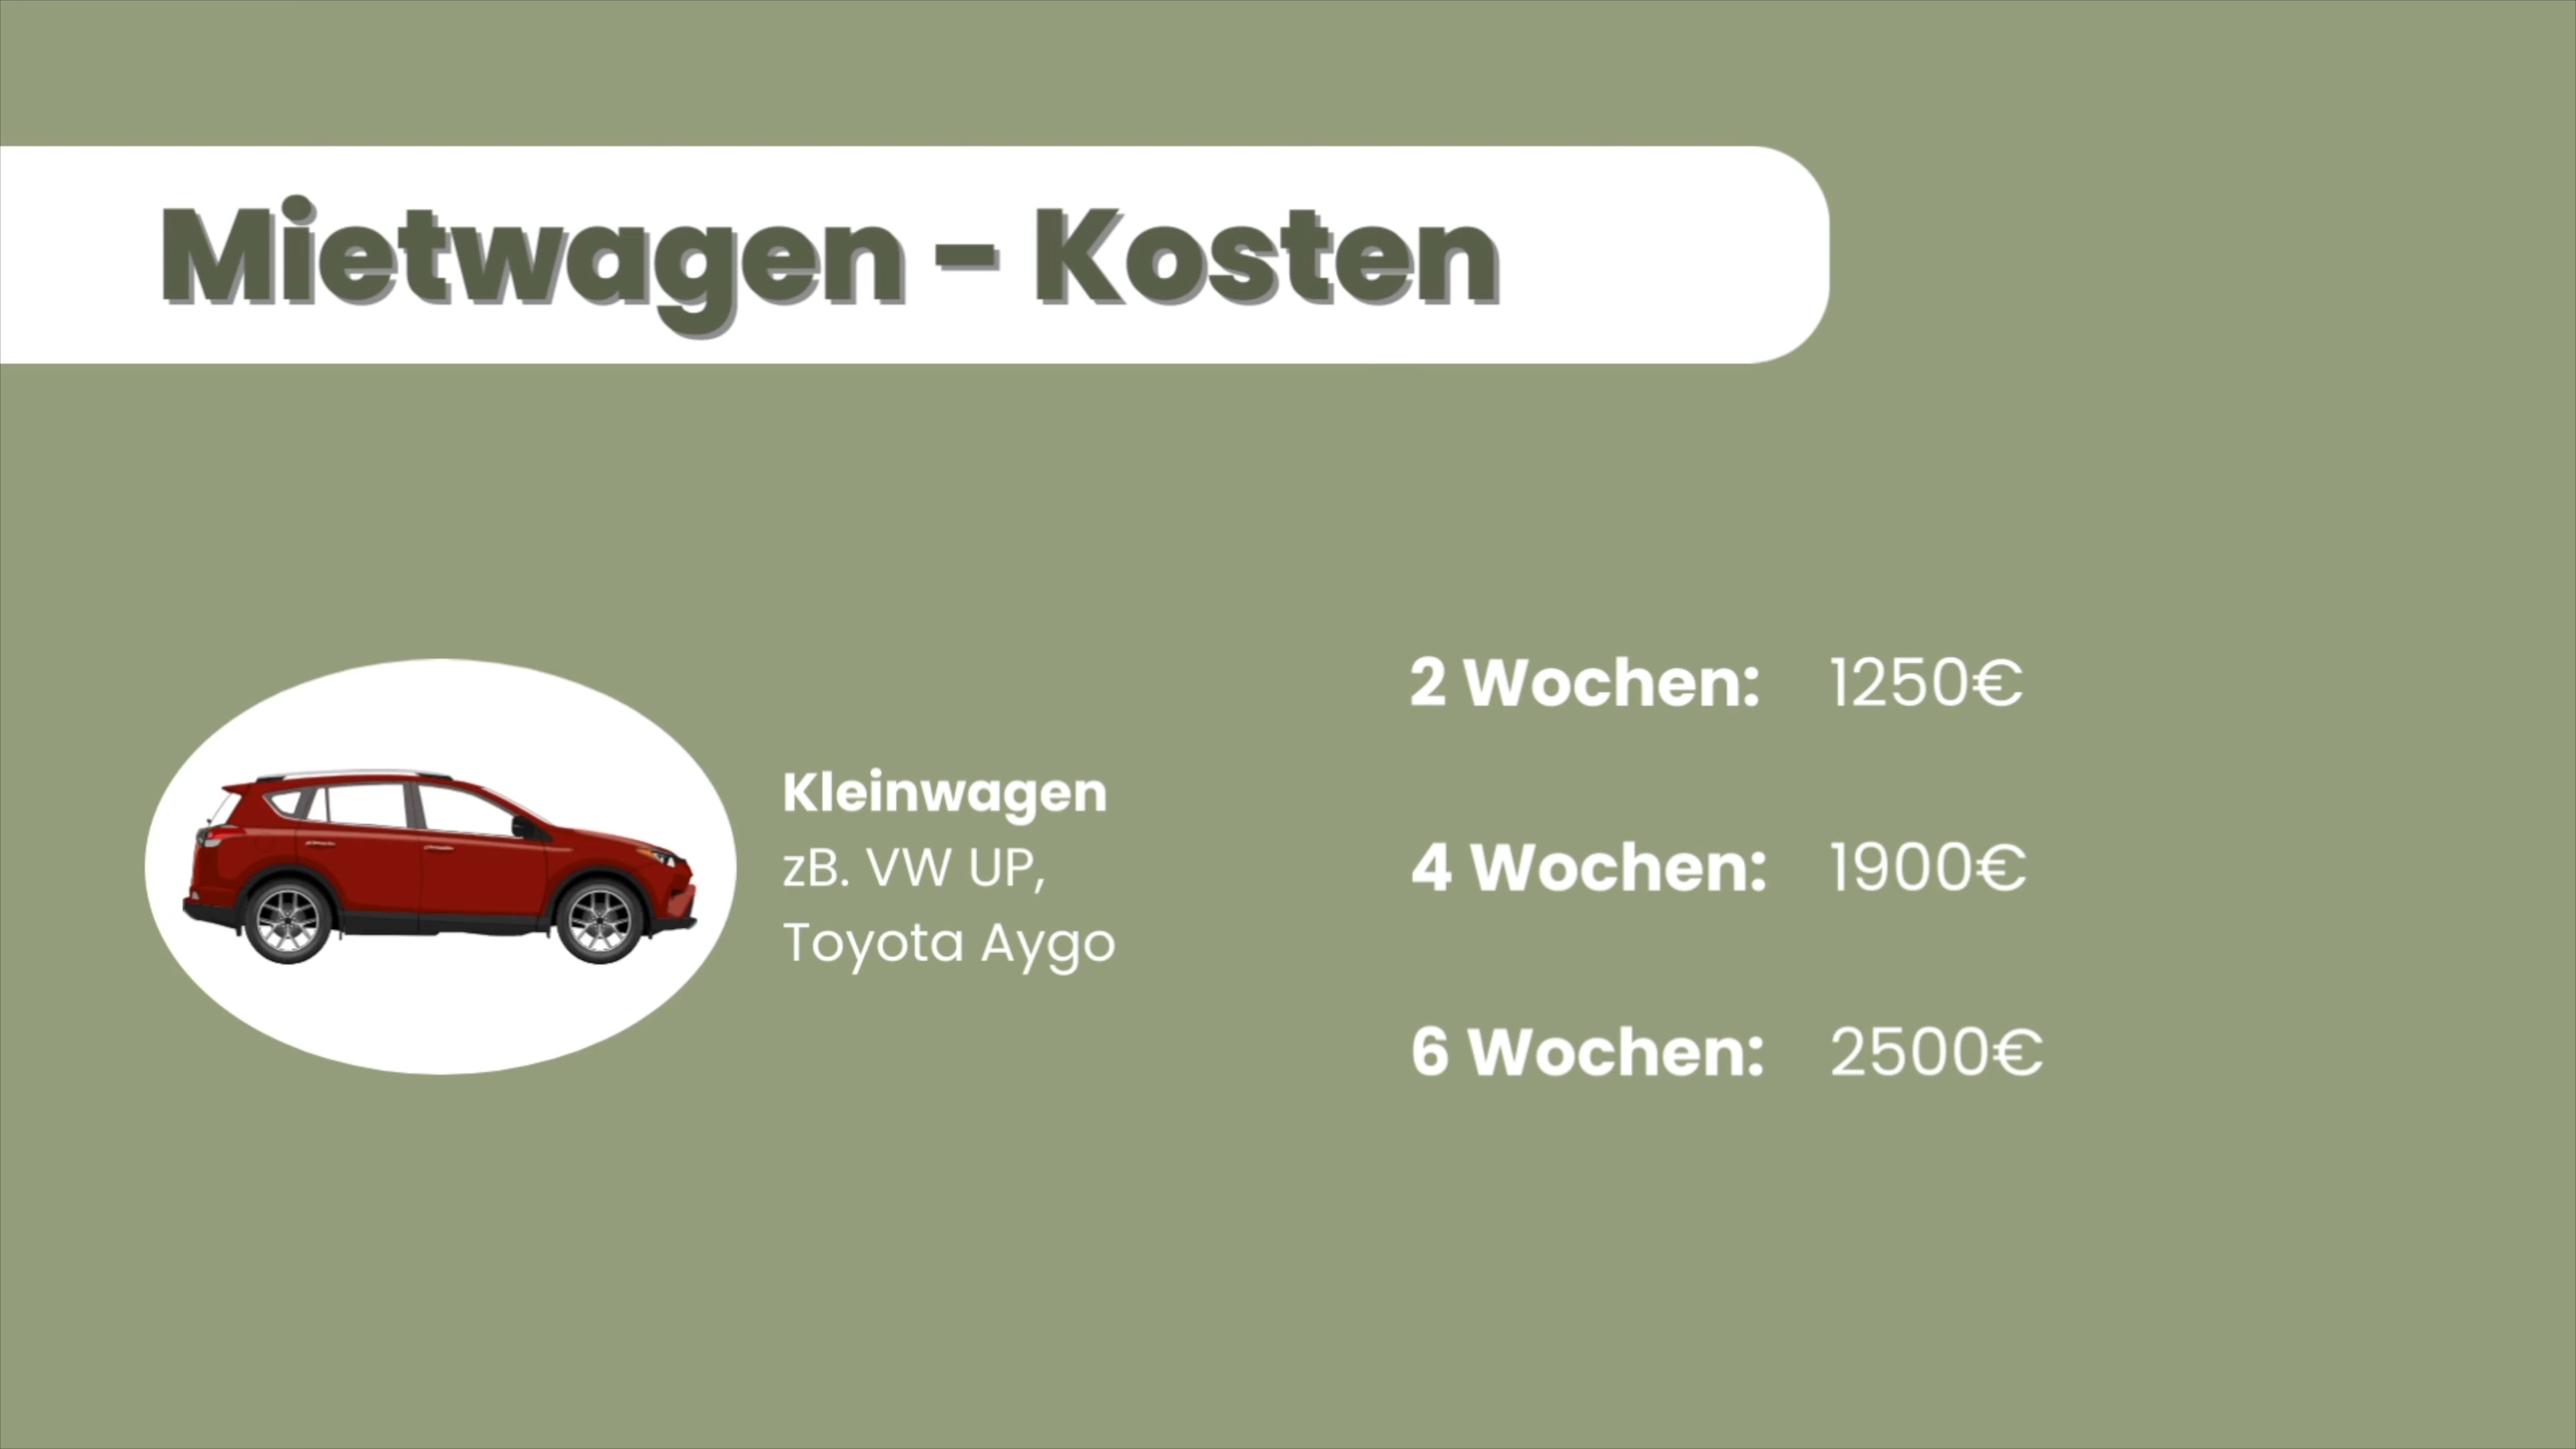 Mietwagen - Kosten
Kleinwagen
zB. VW UP,
Toyota Aygo
2 Wochen: 1250€
4 Wochen: 1900€
6 Wochen: 2500€